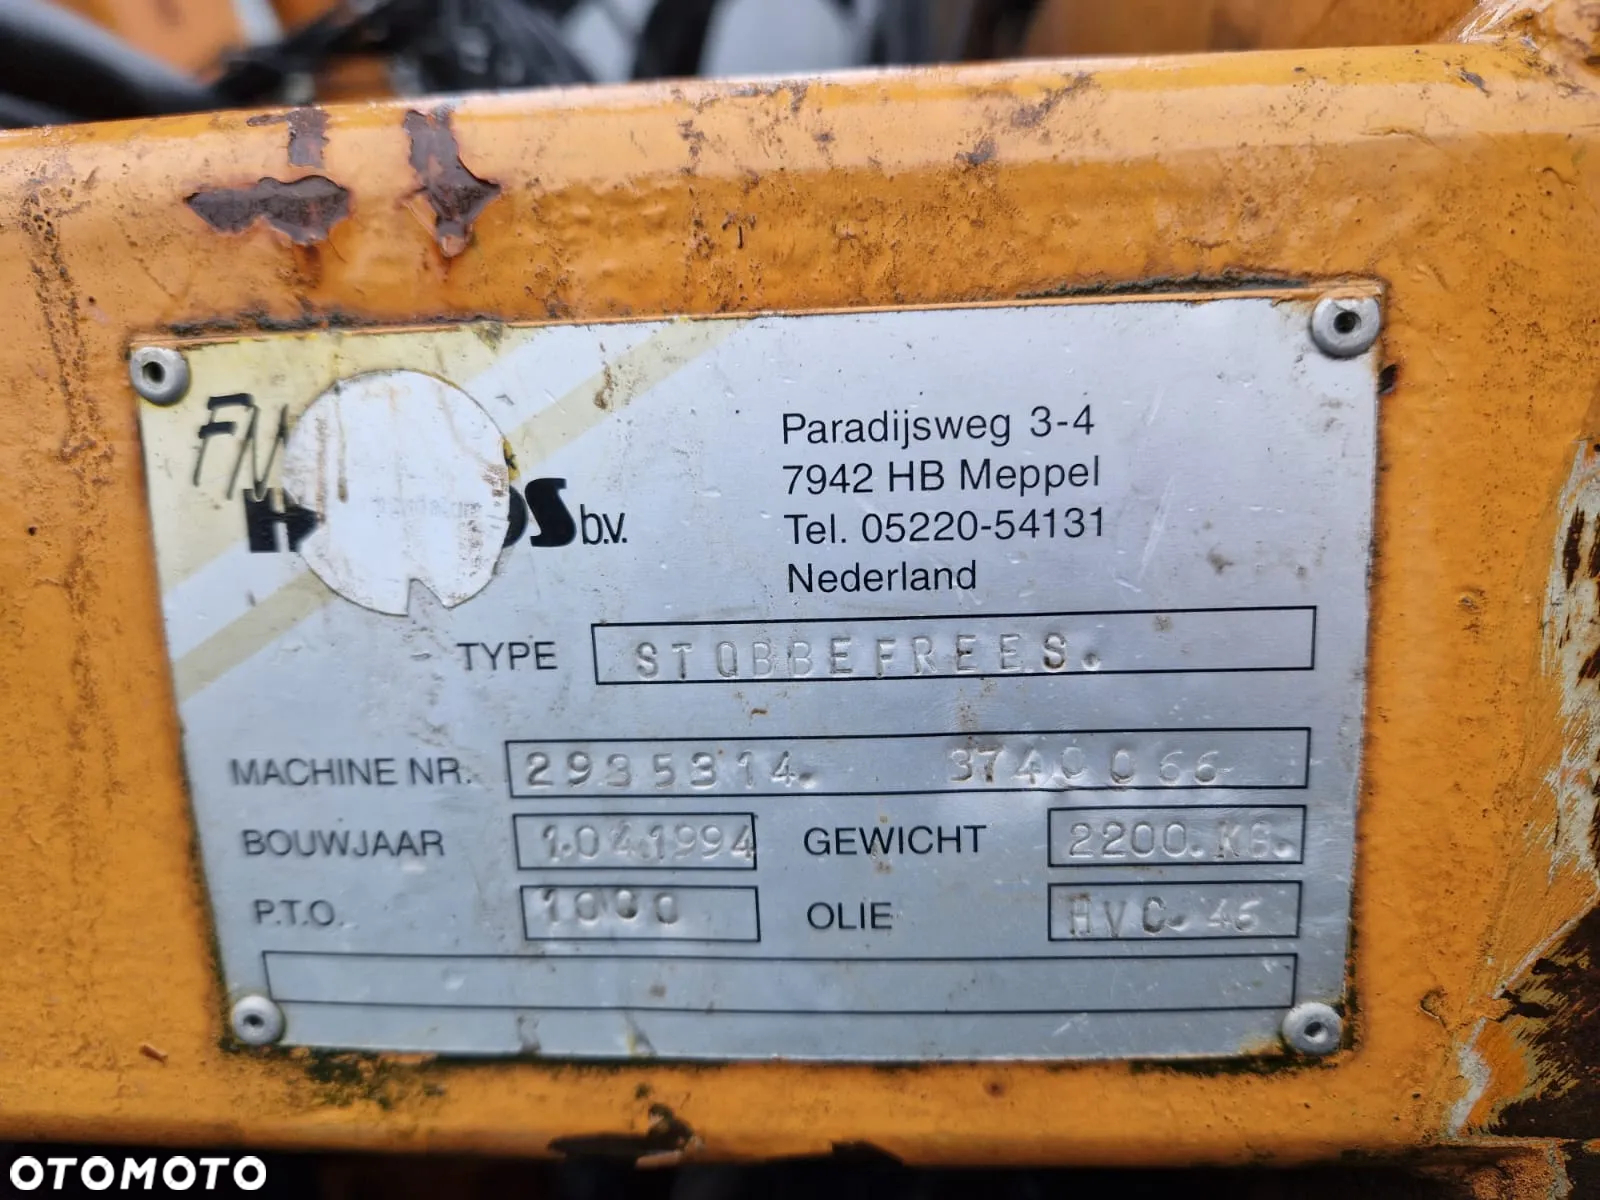 FN
b.v.
Paradijsweg 3-4
7942 HB Meppel
Tel. 05220-54131
Nederland
TYPE STOBBEFREES.
MACHINE NR. 2935314. 3740066
BOUWJAAR 1.04.1994 GEWICHT 2200.KG.
P.T.O. 1000 OLIE HVC.46
OTOMOTO